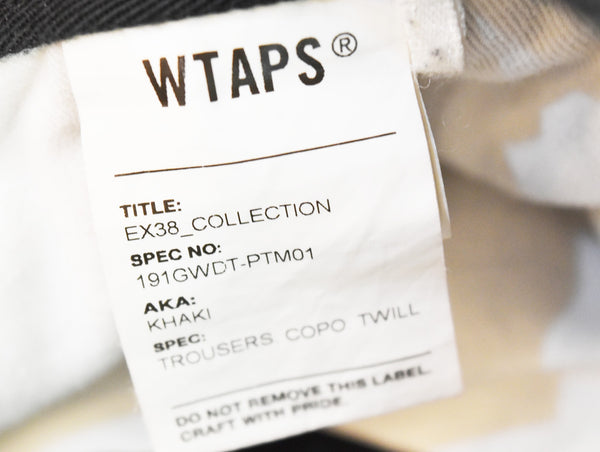 WTAPS®
TITLE:
EX38_COLLECTION
SPEC NO:
191GWDT-PTM01
AKA:
KHAKI
SPEC:
TROUSERS COPO TWILL
DO NOT REMOVE THIS LABEL.
CRAFT WITH PRIDE.